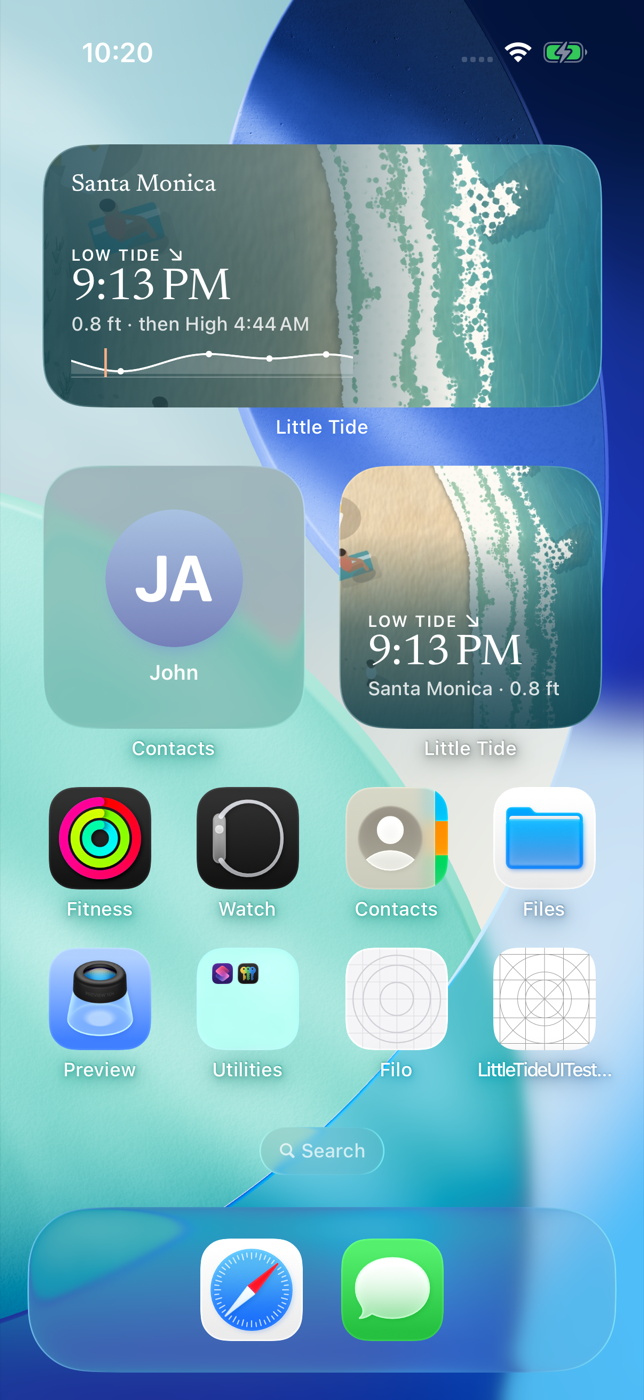 10:20
Santa Monica
LOW TIDE ↘
9:13 PM
0.8 ft · then High 4:44 AM
Little Tide
JA
John
Contacts
LOW TIDE ↘
9:13 PM
Santa Monica · 0.8 ft
Little Tide
Fitness
Watch
Contacts
Files
Preview
Utilities
Filo
LittleTideUITest...
Search